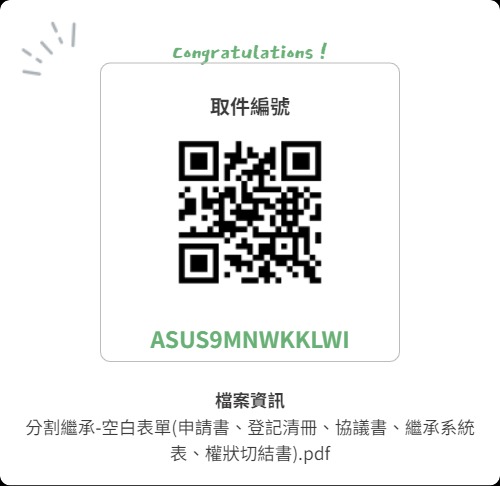 Congratulations !
取件編號
ASUS9MNWKKLWI
檔案資訊
分割繼承-空白表單(申請書、登記清冊、協議書、繼承系統
表、權狀切結書).pdf